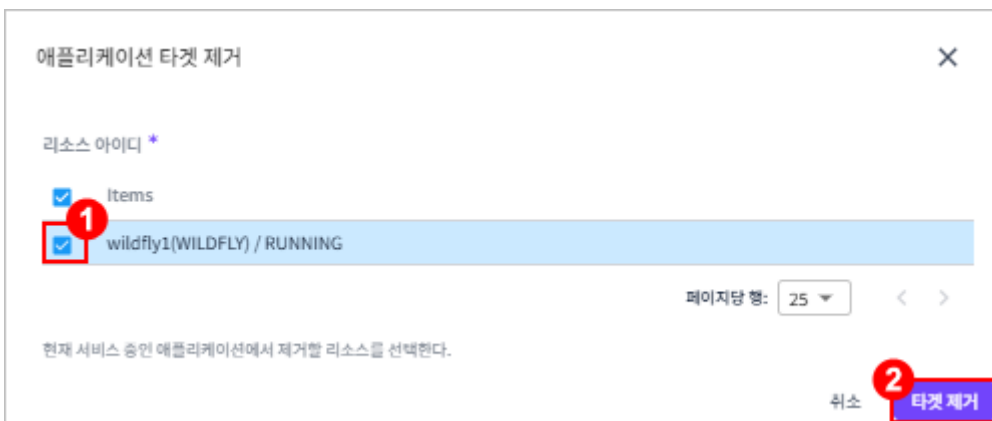 애플리케이션 타겟 제거
리소스 아이디 *
Items
1
wildfly1(WILDFLY) / RUNNING
페이지당 행: 25
현재 서비스 중인 애플리케이션에서 제거할 리소스를 선택한다.
2
취소 타겟 제거